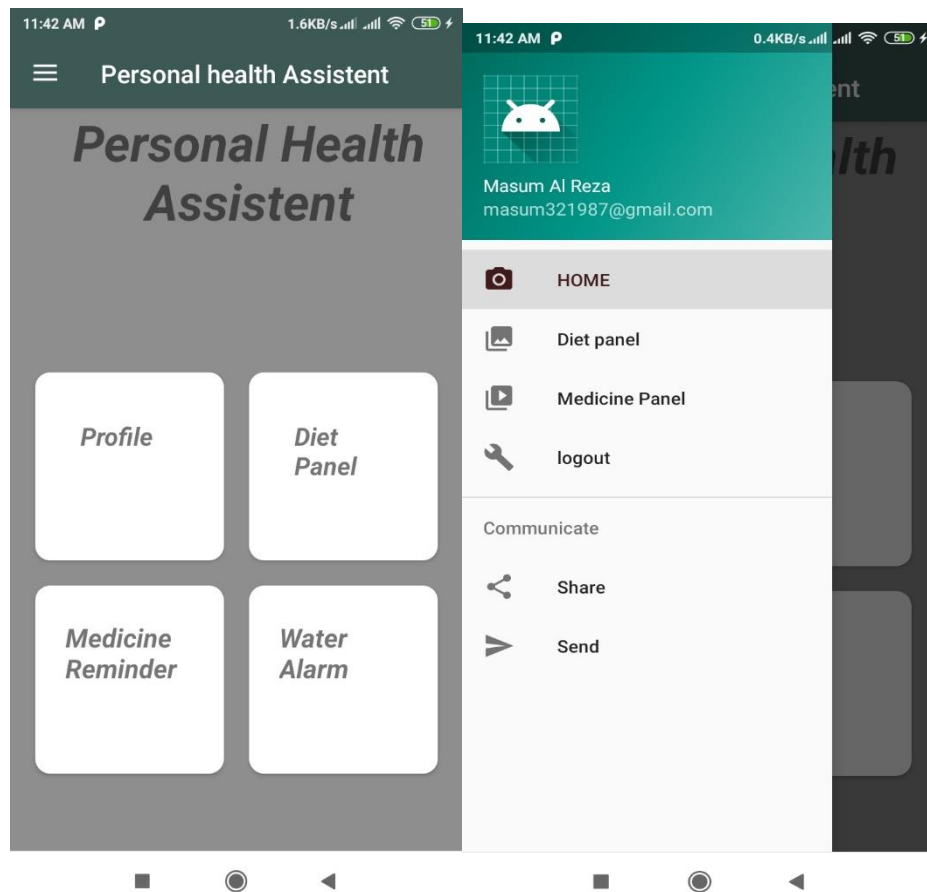 11:42 AM P 1.6KB/s 51
Personal health Assistent
Personal Health
Assistent
Profile
Diet
Panel
Medicine
Reminder
Water
Alarm
11:42 AM P 0.4KB/s 51
ent
lth
Masum Al Reza
masum321987@gmail.com
HOME
Diet panel
Medicine Panel
logout
Communicate
Share
Send